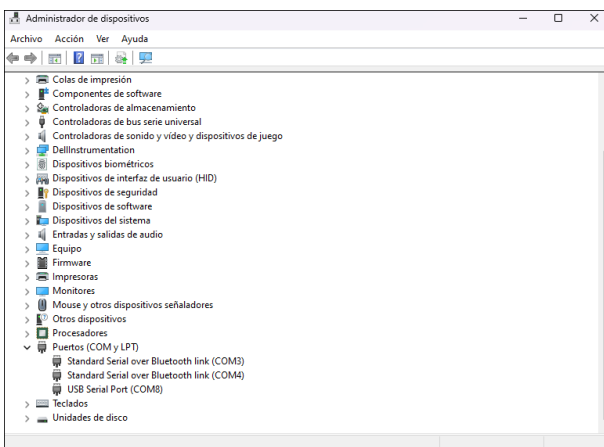 Administrador de dispositivos
Archivo Acción Ver Ayuda
Colas de impresión
Componentes de software
Controladoras de almacenamiento
Controladoras de bus serie universal
Controladoras de sonido y vídeo y dispositivos de juego
DellInstrumentation
Dispositivos biométricos
Dispositivos de interfaz de usuario (HID)
Dispositivos de seguridad
Dispositivos de software
Dispositivos del sistema
Entradas y salidas de audio
Equipo
Firmware
Impresoras
Monitores
Mouse y otros dispositivos señaladores
Otros dispositivos
Procesadores
Puertos (COM y LPT)
Standard Serial over Bluetooth link (COM3)
Standard Serial over Bluetooth link (COM4)
USB Serial Port (COM8)
Teclados
Unidades de disco